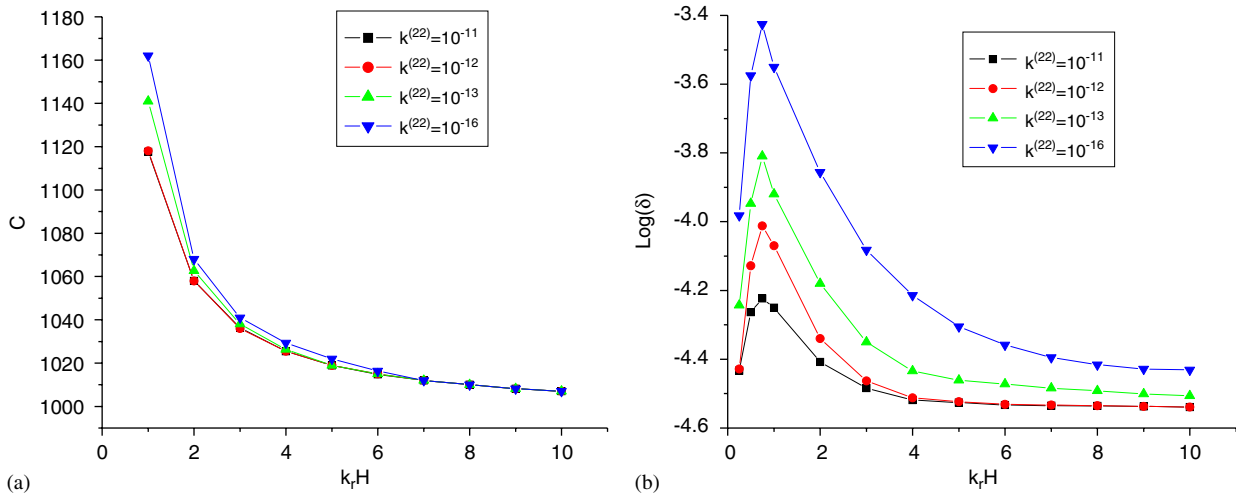 1180
1160
1140
1120
1100
1080
1060
1040
1020
1000
C
0 2 4 6 8 10
k_rH
(a)
k^(22)=10^-11
k^(22)=10^-12
k^(22)=10^-13
k^(22)=10^-16
-3.4
-3.6
-3.8
-4.0
-4.2
-4.4
-4.6
Log(δ)
0 2 4 6 8 10
k_rH
(b)
k^(22)=10^-11
k^(22)=10^-12
k^(22)=10^-13
k^(22)=10^-16